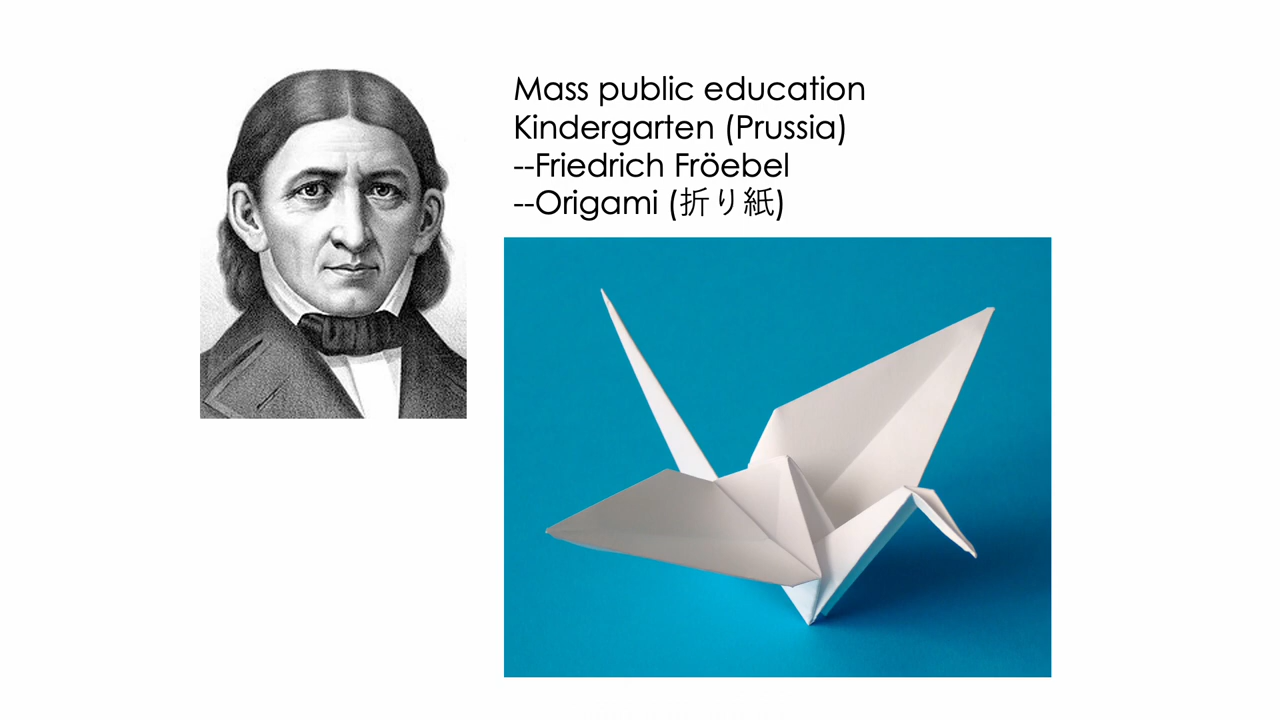 Mass public education
Kindergarten (Prussia)
--Friedrich Fröebel
--Origami (折り紙)